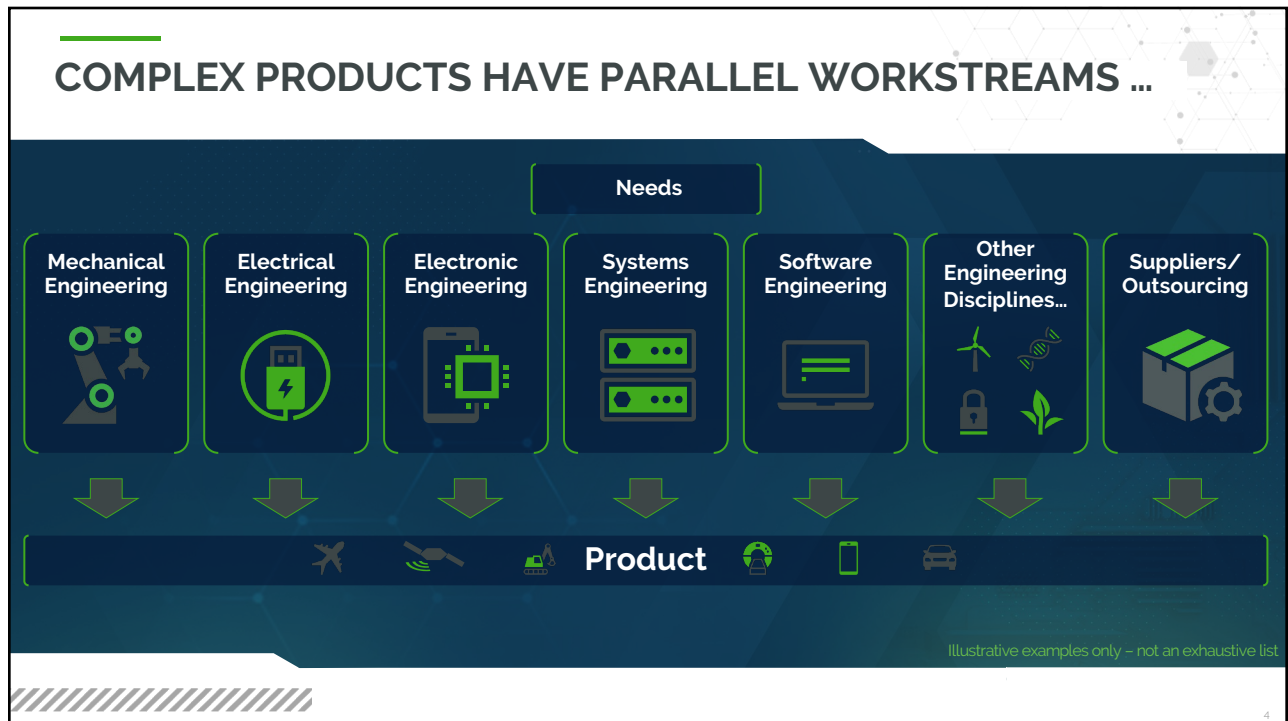 COMPLEX PRODUCTS HAVE PARALLEL WORKSTREAMS …
Needs
Mechanical
Engineering
Electrical
Engineering
Electronic
Engineering
Systems
Engineering
Software
Engineering
Other
Engineering
Disciplines…
Suppliers/
Outsourcing
Product
Illustrative examples only – not an exhaustive list
4